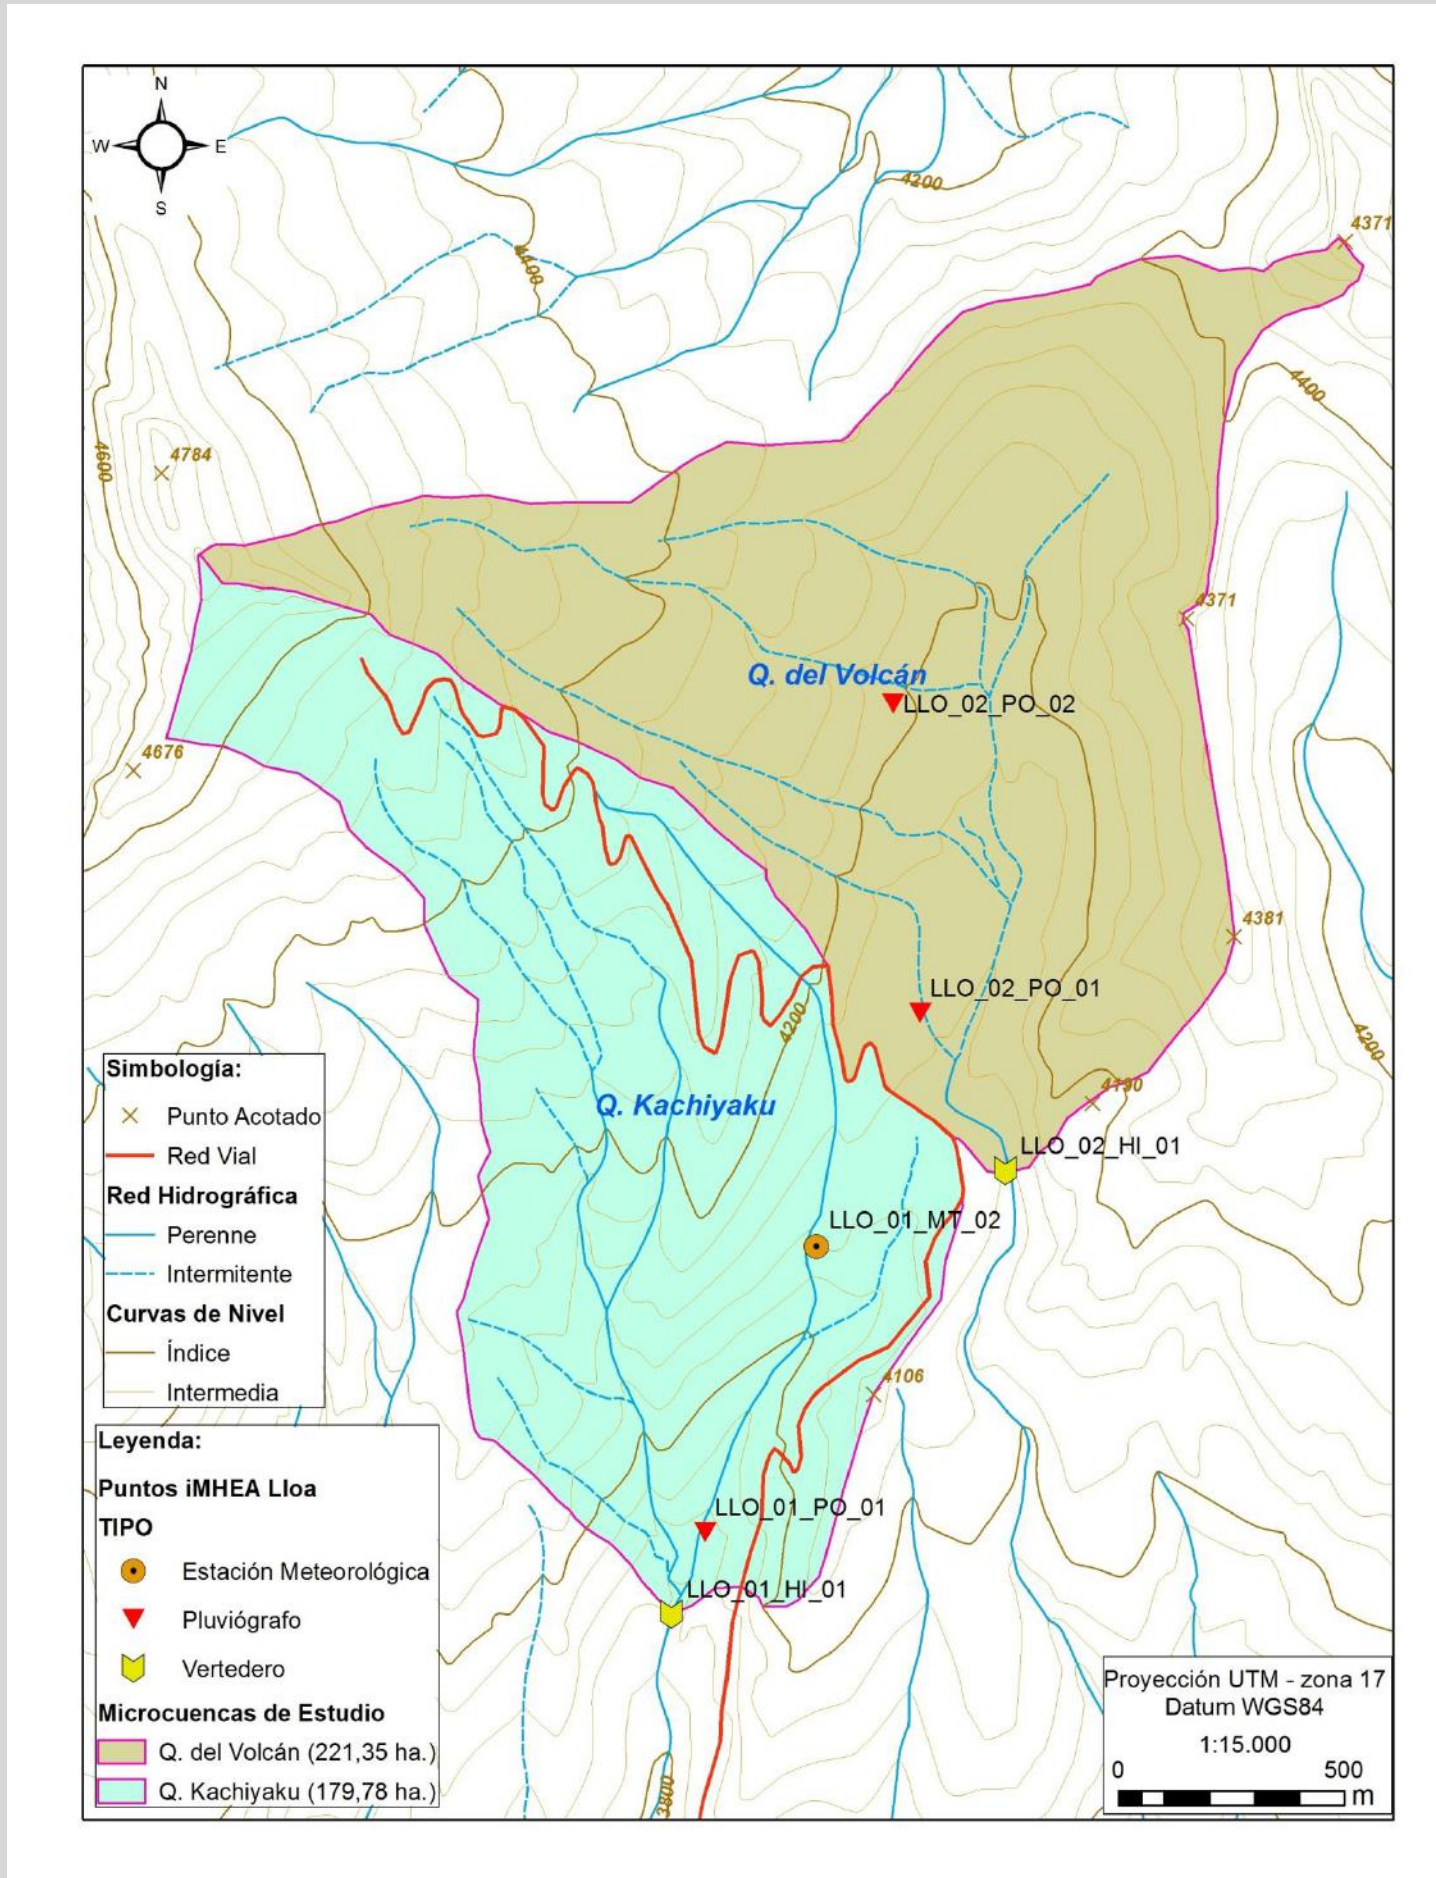 N
W E
S
4200
4371
4400
4400
4784
4600
4371
Q. del Volcán
LLO_02_PO_02
4676
4381
LLO_02_PO_01
4200
4200
4190
Q. Kachiyaku
LLO_02_HI_01
LLO_01_MT_02
4106
LLO_01_PO_01
LLO_01_HI_01
3800
Simbología:
Punto Acotado
Red Vial
Red Hidrográfica
Perenne
Intermitente
Curvas de Nivel
Índice
Intermedia
Leyenda:
Puntos iMHEA Lloa
TIPO
Estación Meteorológica
Pluviógrafo
Vertedero
Microcuencas de Estudio
Q. del Volcán (221,35 ha.)
Q. Kachiyaku (179,78 ha.)
Proyección UTM - zona 17
Datum WGS84
1:15.000
0 500
m